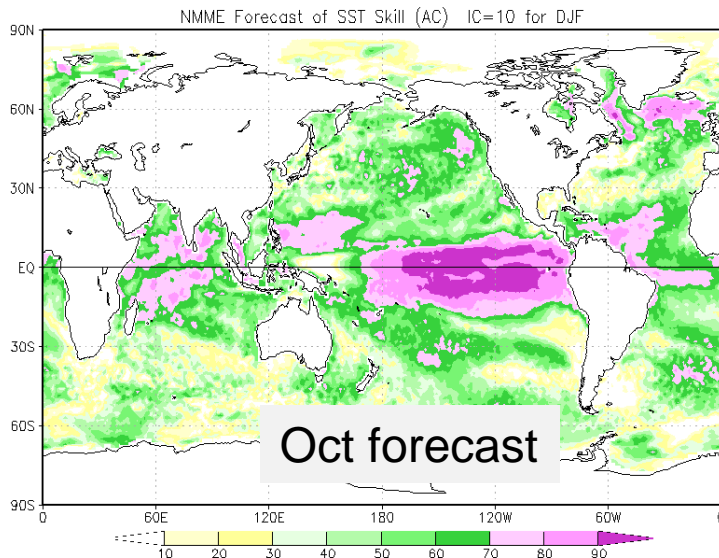 NMME Forecast of SST Skill (AC) IC=10 for DJF
90N
60N
30N
EQ
30S
60S
90S
Oct forecast
0 60E 120E 180 120W 60W
10 20 30 40 50 60 70 80 90